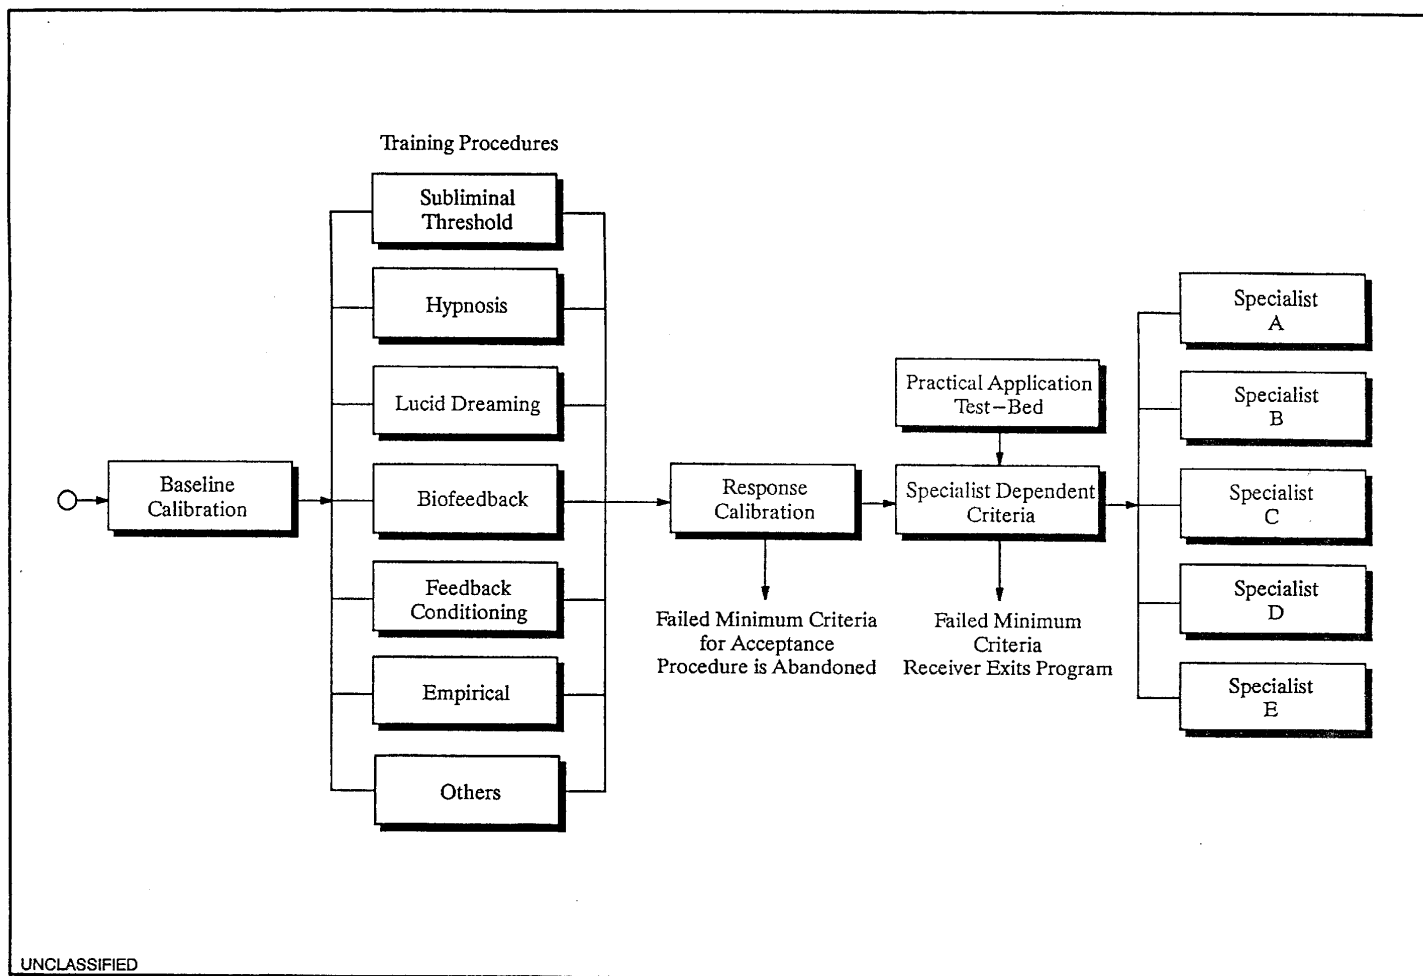 Training Procedures
Subliminal
Threshold
Hypnosis
Lucid Dreaming
Biofeedback
Feedback
Conditioning
Empirical
Others
Baseline
Calibration
Response
Calibration
Failed Minimum Criteria
for Acceptance
Procedure is Abandoned
Practical Application
Test-Bed
Specialist Dependent
Criteria
Failed Minimum
Criteria
Receiver Exits Program
Specialist
A
Specialist
B
Specialist
C
Specialist
D
Specialist
E
UNCLASSIFIED